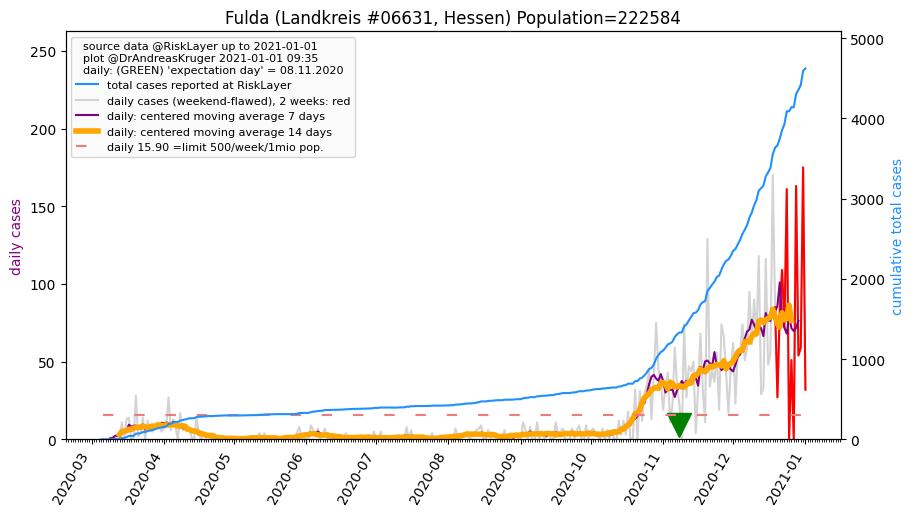 Fulda (Landkreis #06631, Hessen) Population=222584
source data @RiskLayer up to 2021-01-01
plot @DrAndreasKruger 2021-01-01 09:35
daily: (GREEN) 'expectation day' = 08.11.2020
total cases reported at RiskLayer
daily cases (weekend-flawed), 2 weeks: red
daily: centered moving average 7 days
daily: centered moving average 14 days
daily 15.90 =limit 500/week/1mio pop.
daily cases
250
200
150
100
50
0
cumulative total cases
5000
4000
3000
2000
1000
0
2020-03
2020-04
2020-05
2020-06
2020-07
2020-08
2020-09
2020-10
2020-11
2020-12
2021-01